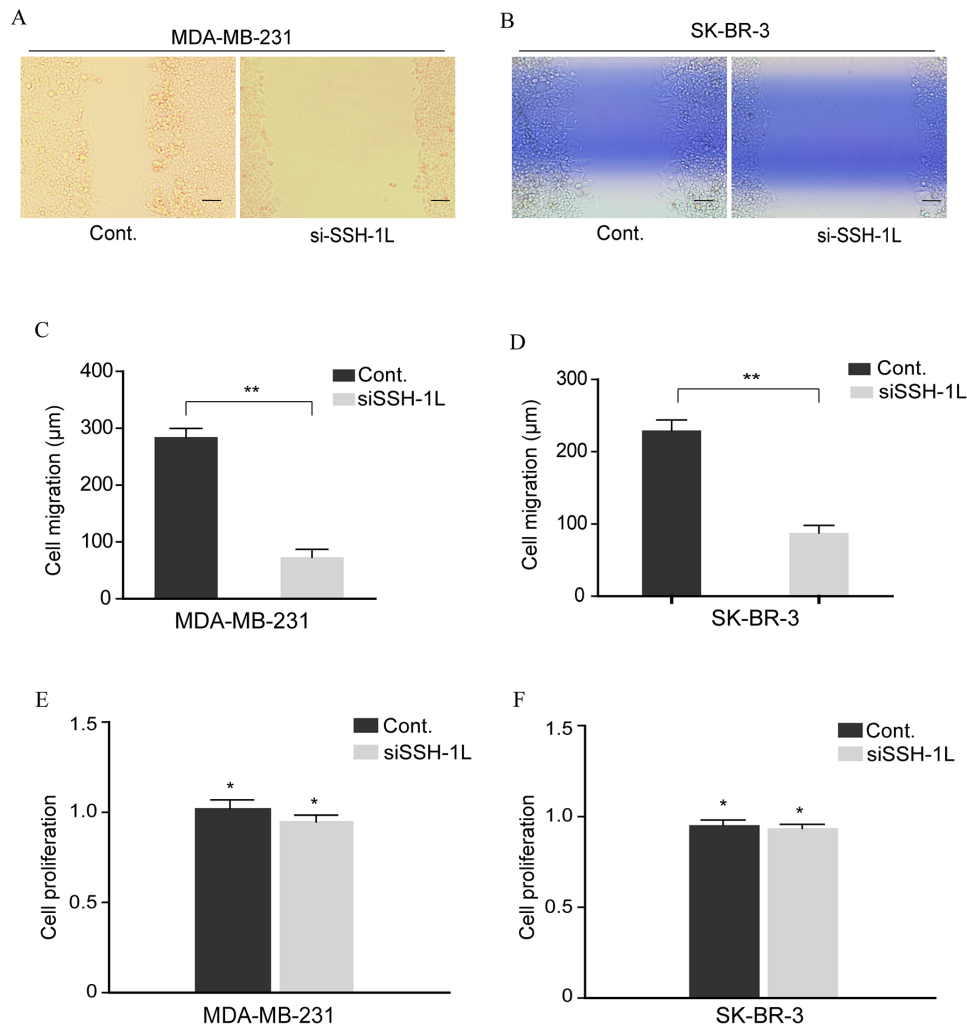 A
MDA-MB-231
Cont.
si-SSH-1L
B
SK-BR-3
Cont.
si-SSH-1L
C
400
300
200
100
0
Cell migration (μm)
**
Cont.
siSSH-1L
MDA-MB-231
D
300
200
100
0
Cell migration (μm)
**
Cont.
siSSH-1L
SK-BR-3
E
1.5
1.0
0.5
0
Cell proliferation
*
*
Cont.
siSSH-1L
MDA-MB-231
F
1.5
1.0
0.5
0
Cell proliferation
*
*
Cont.
siSSH-1L
SK-BR-3